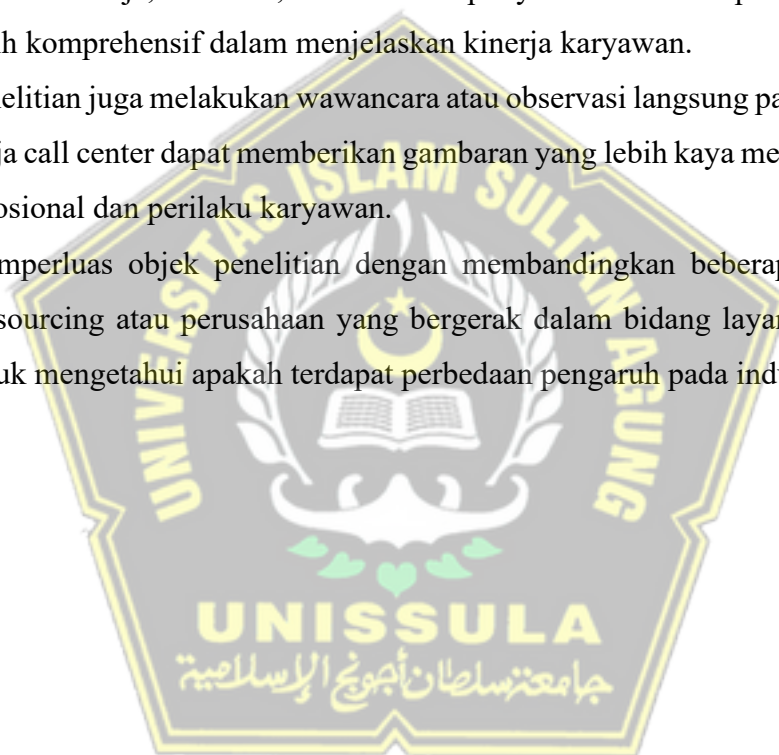 ih komprehensif dalam menjelaskan kinerja karyawan.
elitian juga melakukan wawancara atau observasi langsung pa
ja call center dapat memberikan gambaran yang lebih kaya me
osional dan perilaku karyawan.
mperluas objek penelitian dengan membandingkan beberap
sourcing atau perusahaan yang bergerak dalam bidang laya
uk mengetahui apakah terdapat perbedaan pengaruh pada ind
UNIVERSITAS ISLAM SULTAN AGUNG
UNISSULA
جامعة سلطان أجونج الإسلامية